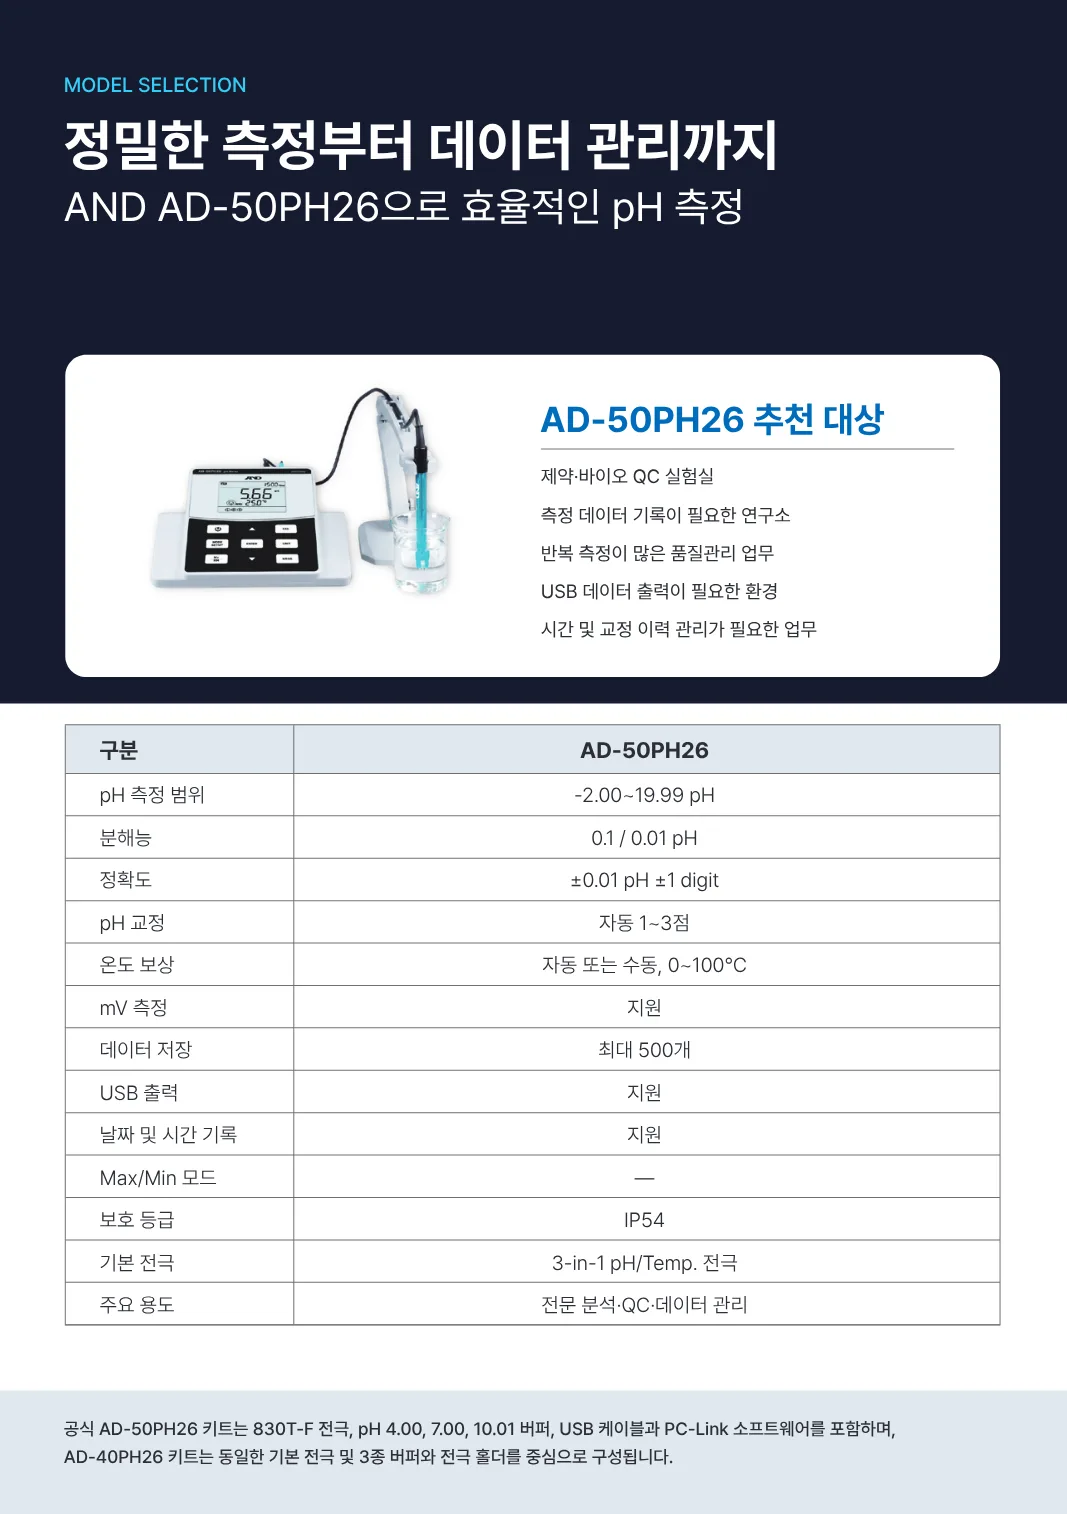 MODEL SELECTION
정밀한 측정부터 데이터 관리까지
AND AD-50PH26으로 효율적인 pH 측정
AND
5.66
25.0
AD-50PH26 추천 대상
제약·바이오 QC 실험실
측정 데이터 기록이 필요한 연구소
반복 측정이 많은 품질관리 업무
USB 데이터 출력이 필요한 환경
시간 및 교정 이력 관리가 필요한 업무
구분 AD-50PH26
pH 측정 범위 -2.00~19.99 pH
분해능 0.1 / 0.01 pH
정확도 ±0.01 pH ±1 digit
pH 교정 자동 1~3점
온도 보상 자동 또는 수동, 0~100°C
mV 측정 지원
데이터 저장 최대 500개
USB 출력 지원
날짜 및 시간 기록 지원
Max/Min 모드 —
보호 등급 IP54
기본 전극 3-in-1 pH/Temp. 전극
주요 용도 전문 분석·QC·데이터 관리
공식 AD-50PH26 키트는 830T-F 전극, pH 4.00, 7.00, 10.01 버퍼, USB 케이블과 PC-Link 소프트웨어를 포함하며,
AD-40PH26 키트는 동일한 기본 전극 및 3종 버퍼와 전극 홀더를 중심으로 구성됩니다.